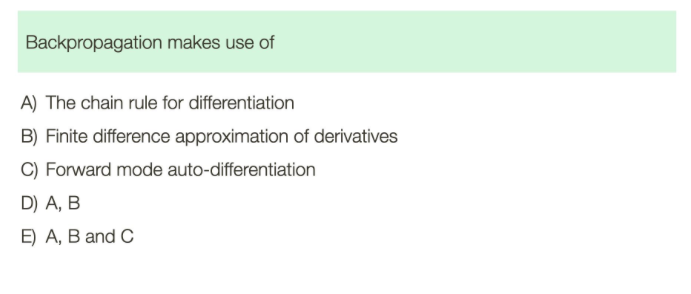 Backpropagation makes use of
A) The chain rule for differentiation
B) Finite difference approximation of derivatives
C) Forward mode auto-differentiation
D) A, B
E) A, B and C